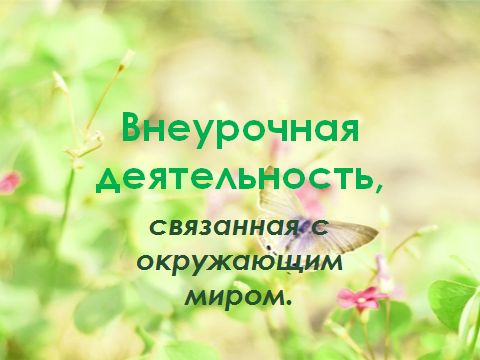 Внеурочная
деятельность,
связанная с
окружающим
миром.